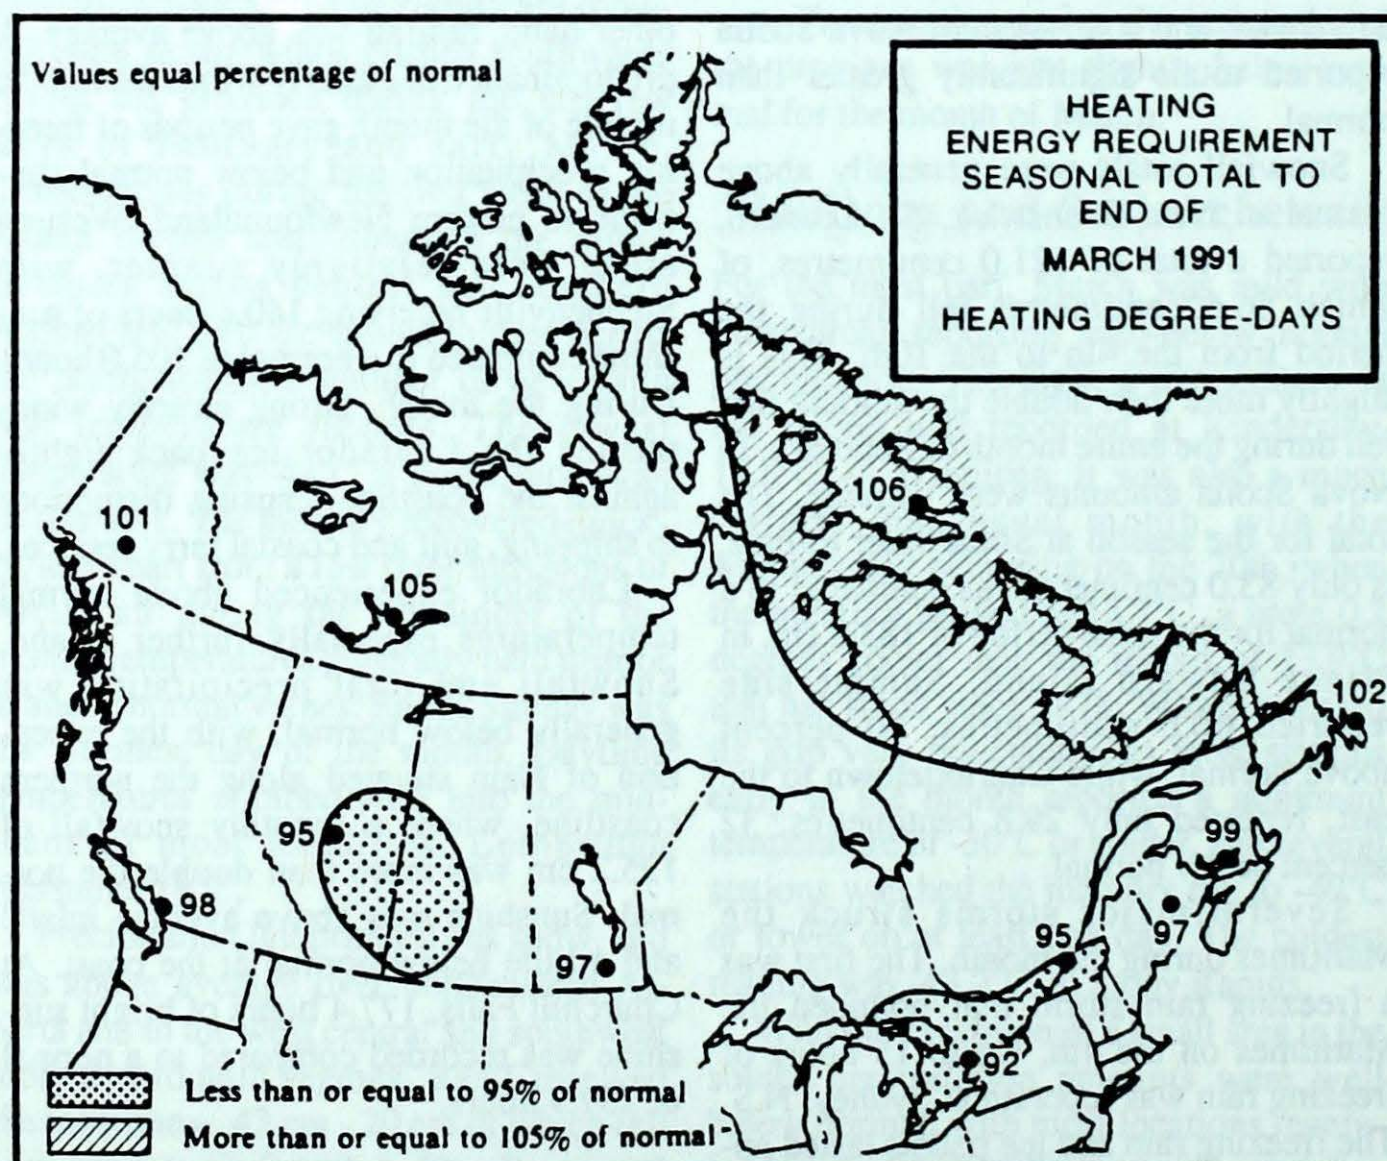 Values equal percentage of normal
HEATING
ENERGY REQUIREMENT
SEASONAL TOTAL TO
END OF
MARCH 1991
HEATING DEGREE-DAYS
106
101
105
102
95
99
98
95
97
97
92
Less than or equal to 95% of normal
More than or equal to 105% of normal